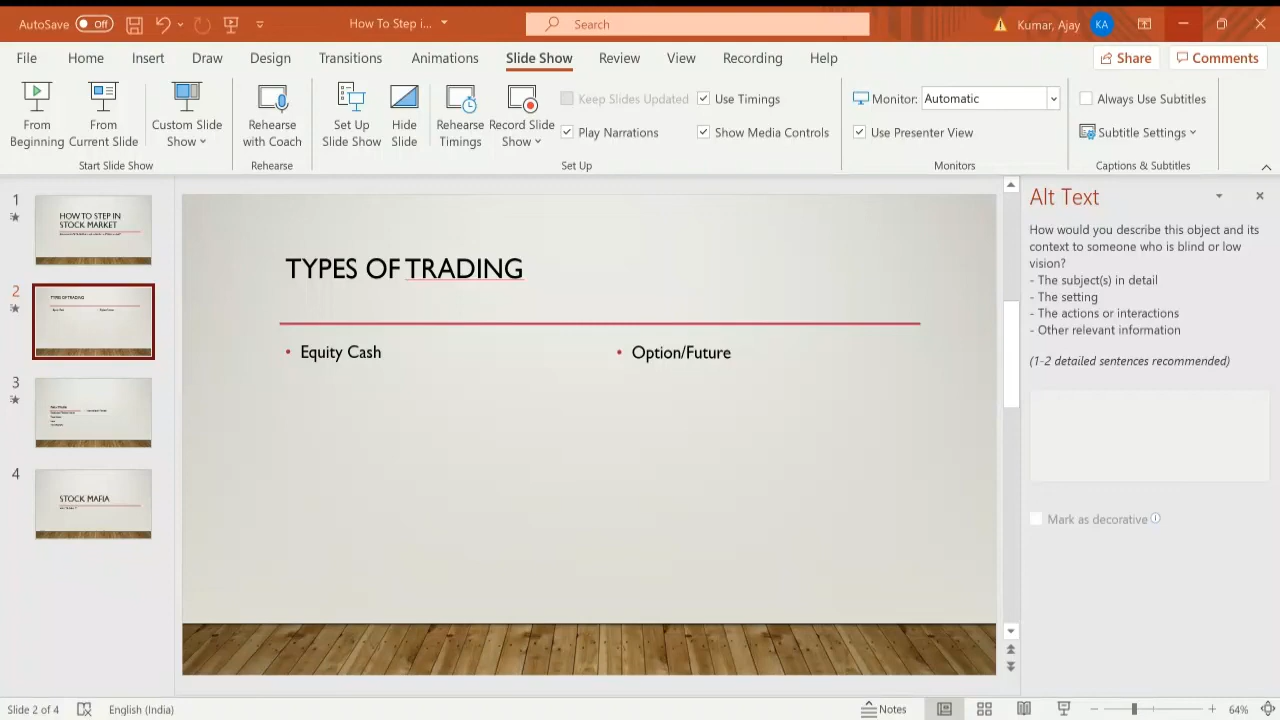 AutoSave Off How To Step i... Search Kumar, Ajay KA
File Home Insert Draw Design Transitions Animations Slide Show Review View Recording Help Share Comments
From Beginning
From Current Slide
Custom Slide Show
Start Slide Show
Rehearse with Coach
Rehearse
Set Up Slide Show
Hide Slide
Rehearse Timings
Record Slide Show
Keep Slides Updated
Play Narrations
Use Timings
Show Media Controls
Set Up
Monitor: Automatic
Use Presenter View
Monitors
Always Use Subtitles
Subtitle Settings
Captions & Subtitles
1
HOW TO STEP IN
STOCK MARKET
2
TYPES OF TRADING
3
4
STOCK MAFIA
TYPES OF TRADING
• Equity Cash
• Option/Future
Alt Text
How would you describe this object and its
context to someone who is blind or low
vision?
- The subject(s) in detail
- The setting
- The actions or interactions
- Other relevant information
(1-2 detailed sentences recommended)
Mark as decorative
Slide 2 of 4 English (India) Notes 64%